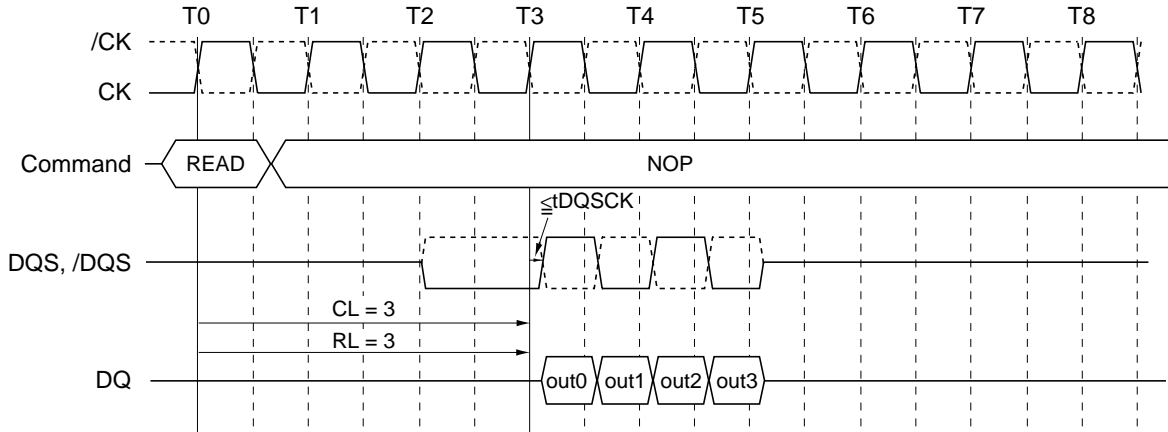 T0 T1 T2 T3 T4 T5 T6 T7 T8
/CK
CK
Command READ NOP
≦tDQSCK
DQS, /DQS
CL = 3
RL = 3
DQ out0 out1 out2 out3